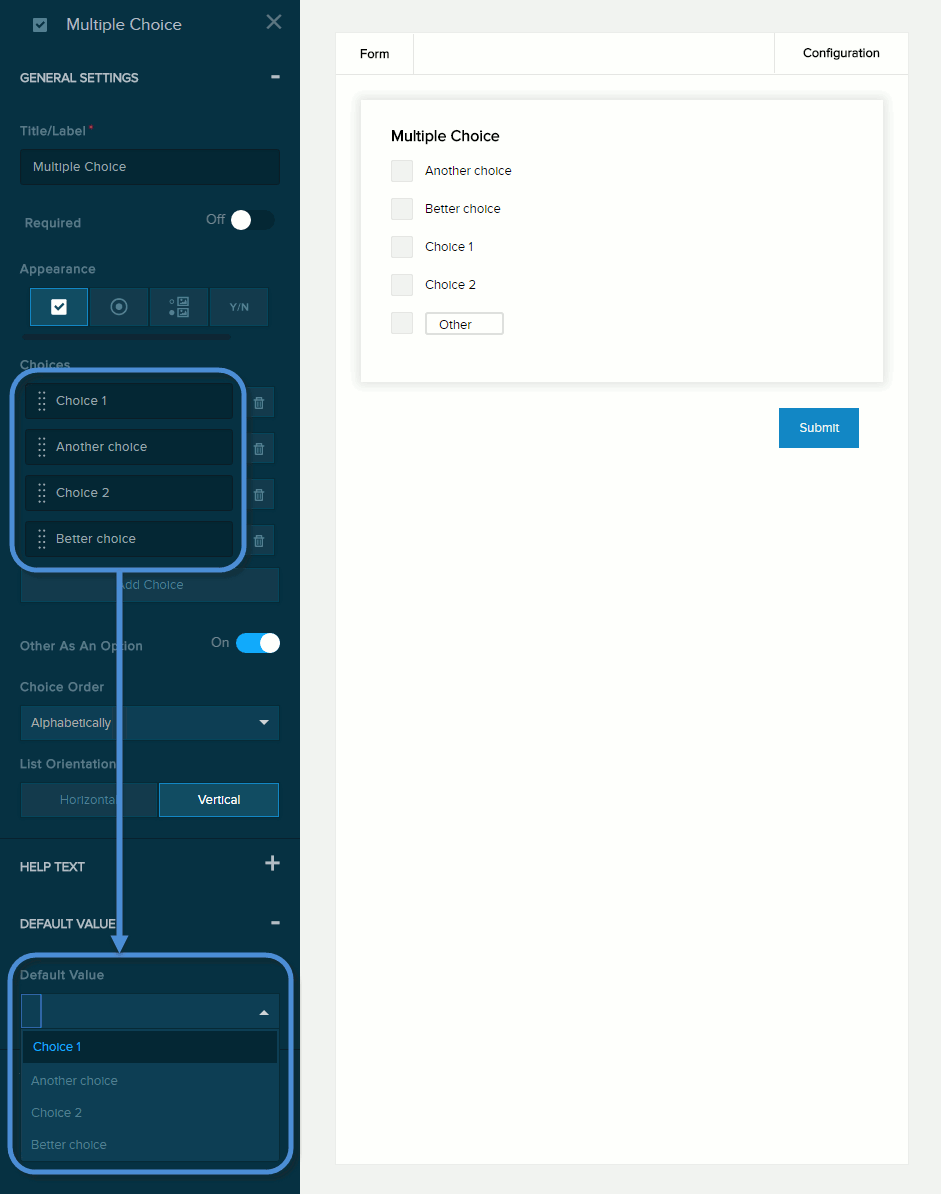 Multiple Choice
GENERAL SETTINGS
Title/Label *
Multiple Choice
Required
Off
Appearance
Y/N
Choices
Choice 1
Another choice
Choice 2
Better choice
Add Choice
Other As An Option
On
Choice Order
Alphabetically
List Orientation
Horizontal
Vertical
HELP TEXT
DEFAULT VALUE
Default Value
Choice 1
Another choice
Choice 2
Better choice
Form
Configuration
Multiple Choice
Another choice
Better choice
Choice 1
Choice 2
Other
Submit